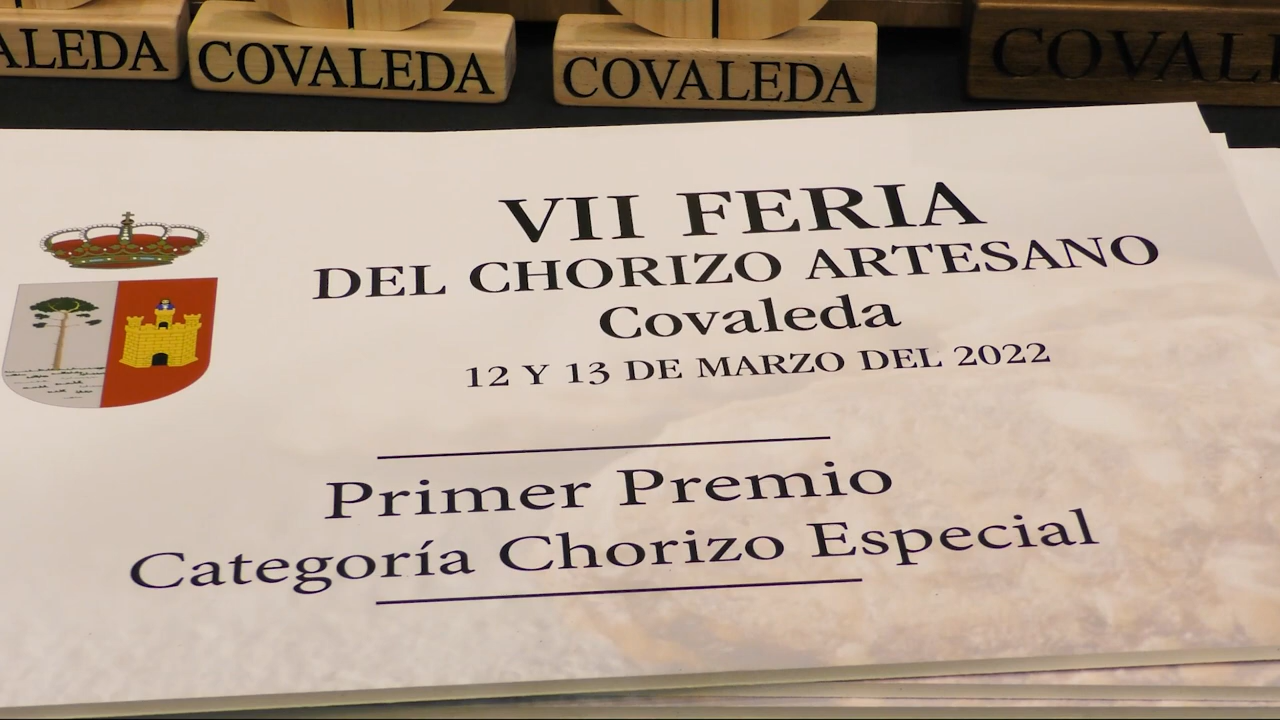 ALEDA
COVALEDA
COVALEDA
COVALE
VII FERIA
DEL CHORIZO ARTESANO
Covaleda
12 Y 13 DE MARZO DEL 2022
Primer Premio
Categoría Chorizo Especial